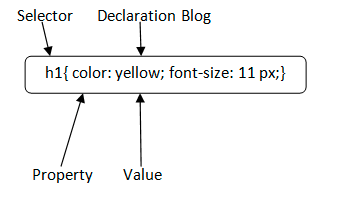 Selector Declaration Blog
h1{ color: yellow; font-size: 11 px;}
Property Value